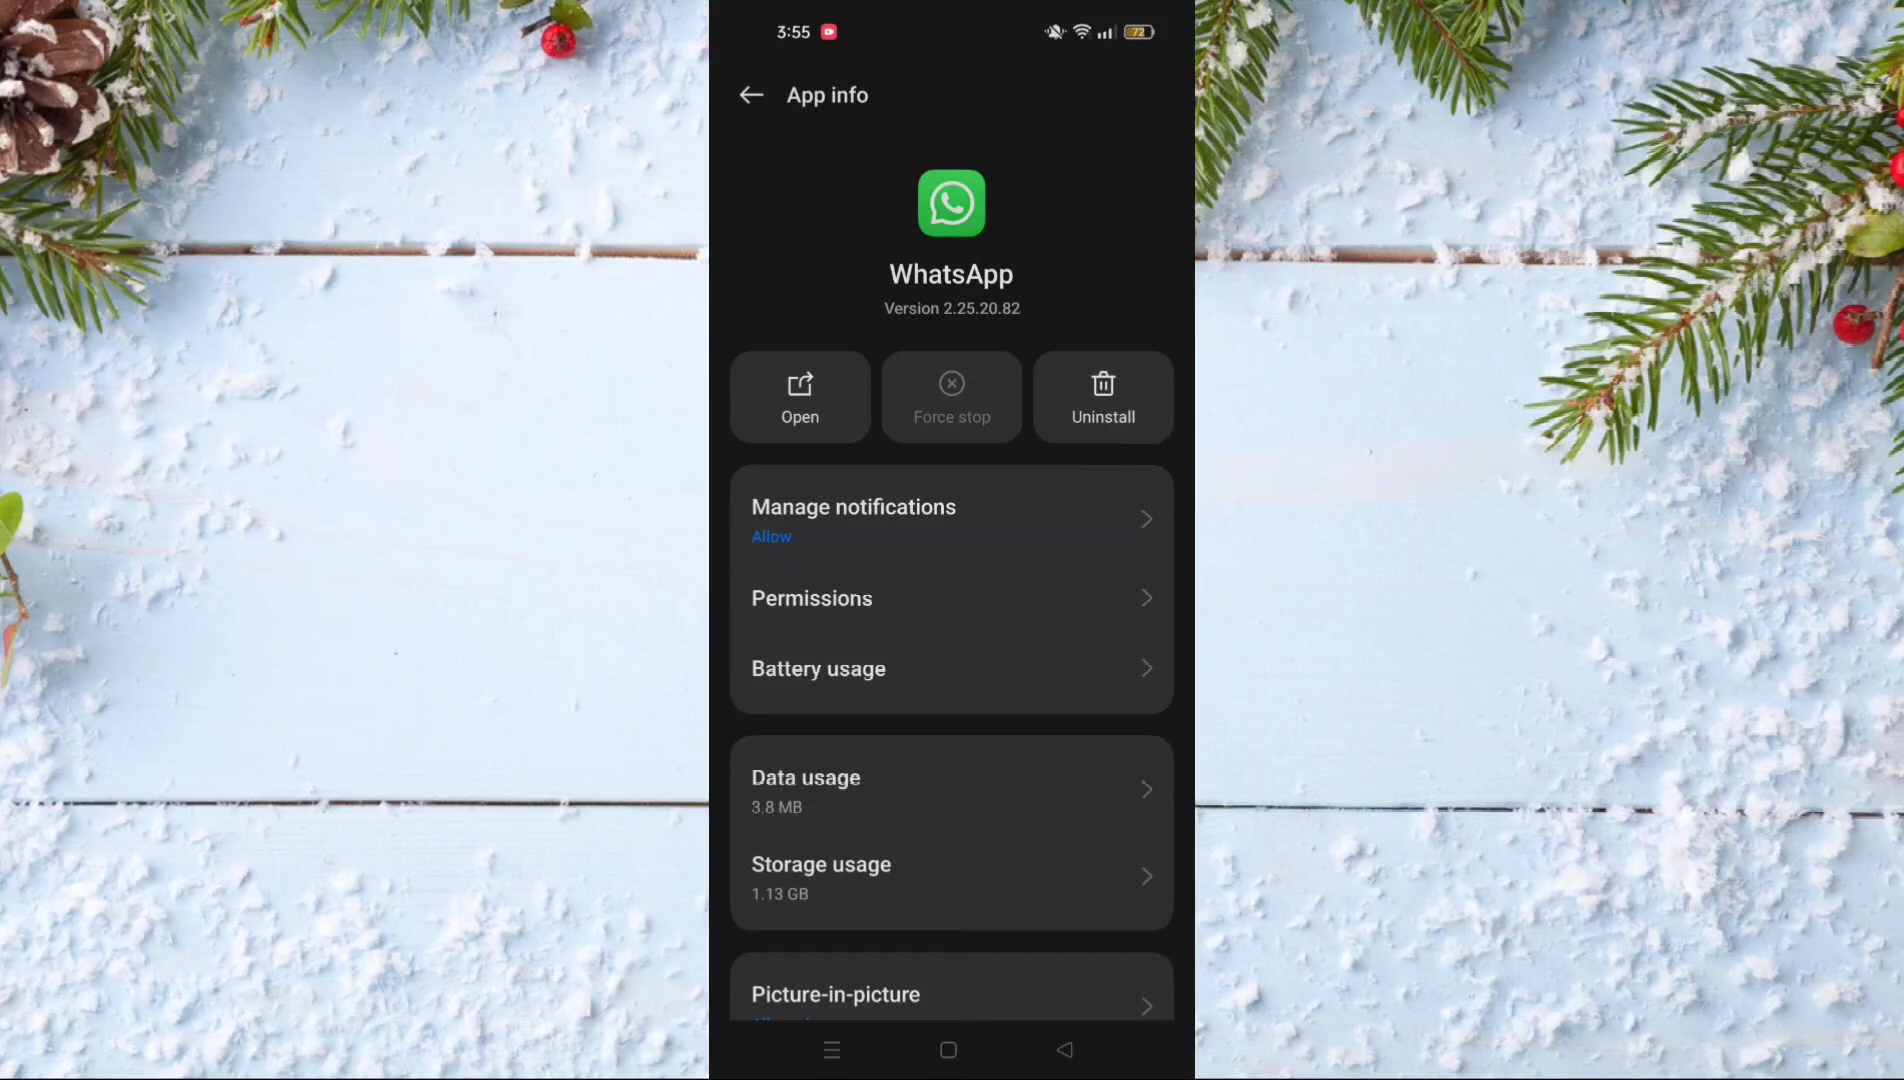 3:55
72
App info
WhatsApp
Version 2.25.20.82
Open
Force stop
Uninstall
Manage notifications
Allow
Permissions
Battery usage
Data usage
3.8 MB
Storage usage
1.13 GB
Picture-in-picture